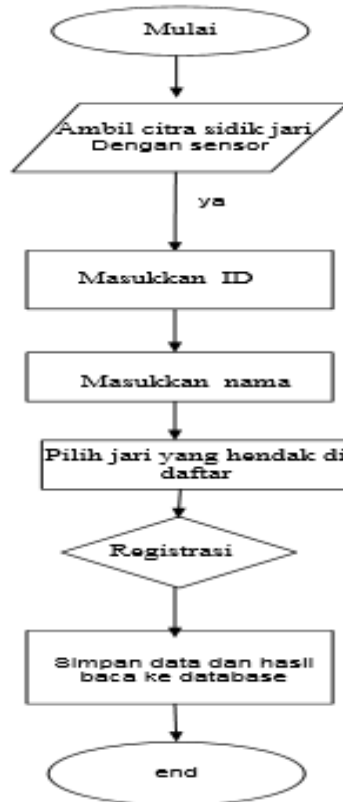 Mulai
Ambil citra sidik jari
Dengan sensor
ya
Masukkan ID
Masukkan nama
Pilih jari yang hendak di
daftar
Registrasi
Simpan data dan hasil
baca ke database
end